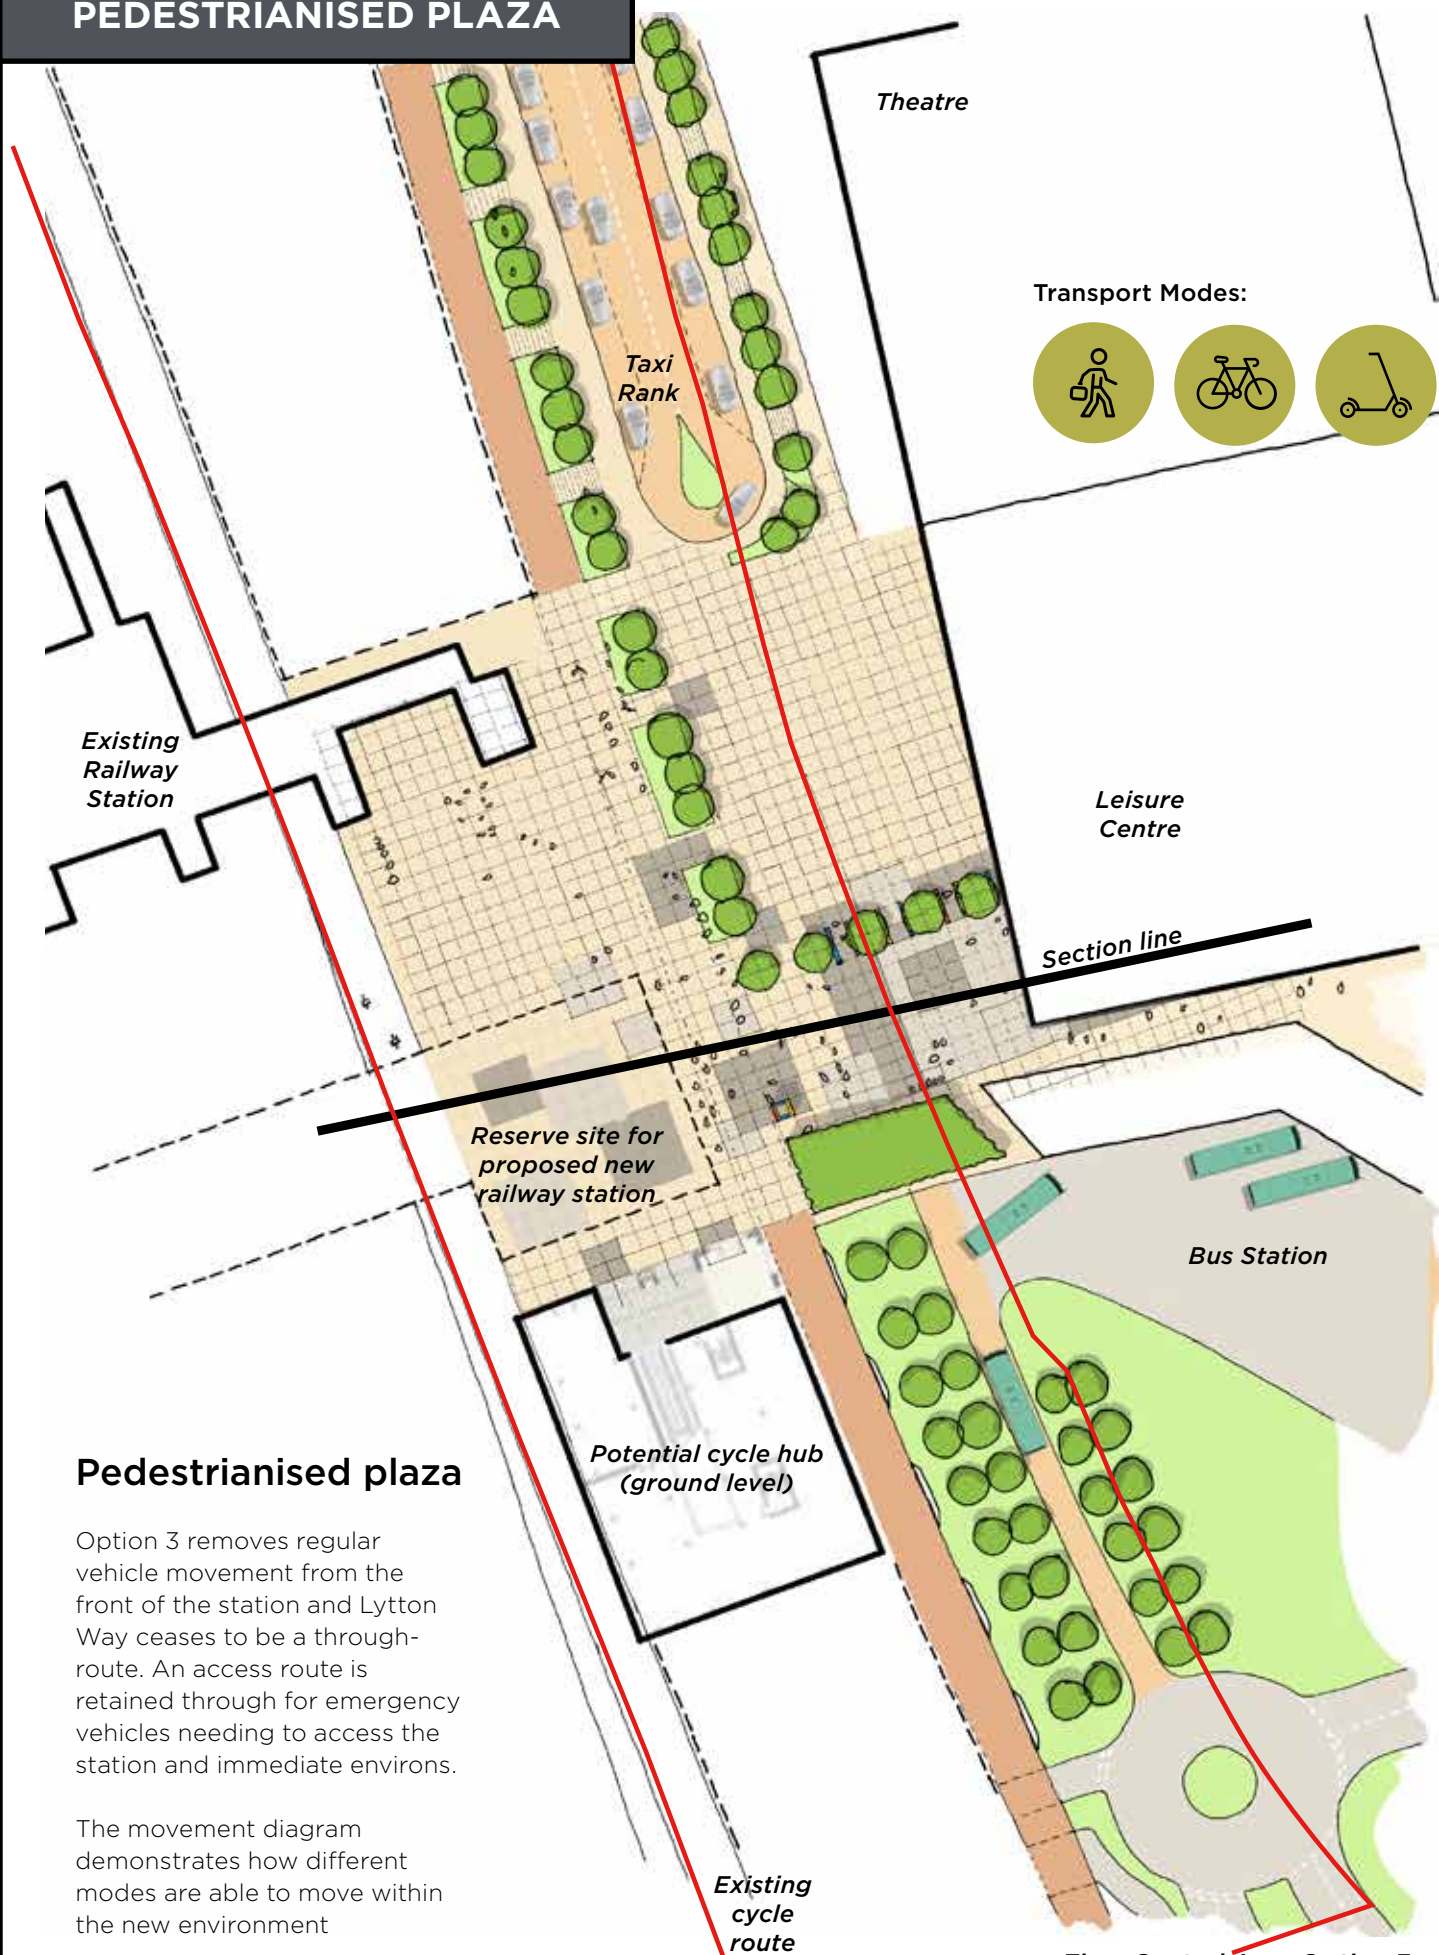 PEDESTRIANISED PLAZA
Theatre
Transport Modes:
Taxi
Rank
Existing
Railway
Station
Leisure
Centre
Section line
Reserve site for
proposed new
railway station
Bus Station
Potential cycle hub
(ground level)
Pedestrianised plaza
Option 3 removes regular
vehicle movement from the
front of the station and Lytton
Way ceases to be a through-
route. An access route is
retained through for emergency
vehicles needing to access the
station and immediate environs.
The movement diagram
demonstrates how different
modes are able to move within
the new environment
Existing
cycle
route